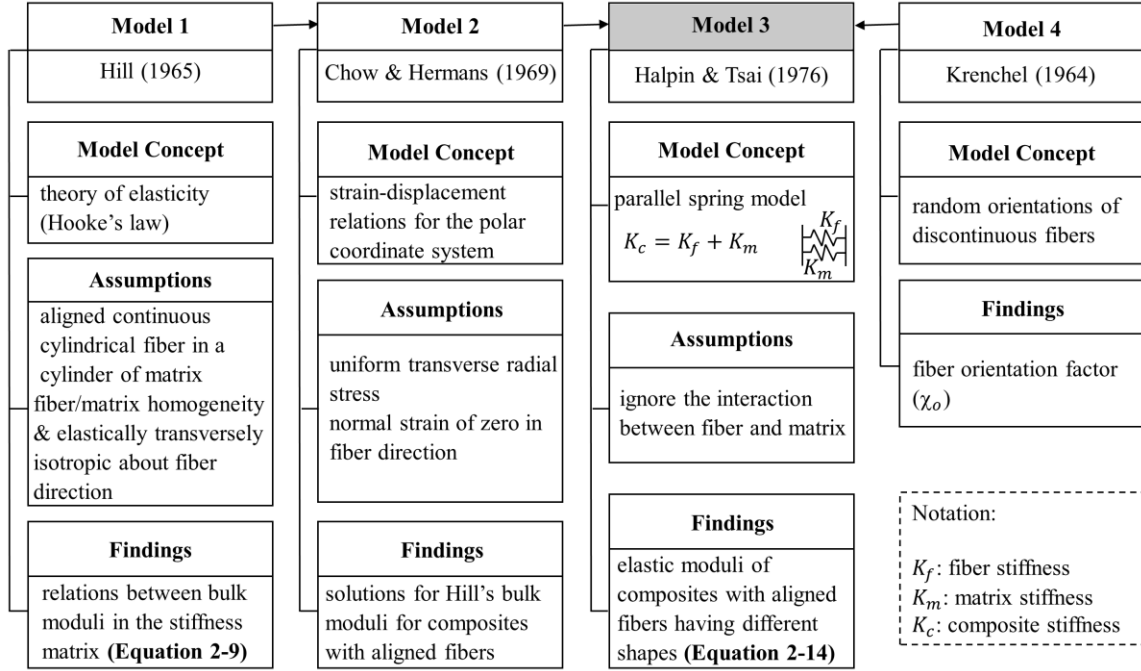 Model 1
Hill (1965)
Model Concept
theory of elasticity
(Hooke's law)
Assumptions
aligned continuous
cylindrical fiber in a
cylinder of matrix
fiber/matrix homogeneity
& elastically transversely
isotropic about fiber
direction
Findings
relations between bulk
moduli in the stiffness
matrix (Equation 2-9)
Model 2
Chow & Hermans (1969)
Model Concept
strain-displacement
relations for the polar
coordinate system
Assumptions
uniform transverse radial
stress
normal strain of zero in
fiber direction
Findings
solutions for Hill's bulk
moduli for composites
with aligned fibers
Model 3
Halpin & Tsai (1976)
Model Concept
parallel spring model
K_f
K_c = K_f + K_m
K_m
Assumptions
ignore the interaction
between fiber and matrix
Findings
elastic moduli of
composites with aligned
fibers having different
shapes (Equation 2-14)
Model 4
Krenchel (1964)
Model Concept
random orientations of
discontinuous fibers
Findings
fiber orientation factor
(χ_o)
Notation:
K_f: fiber stiffness
K_m: matrix stiffness
K_c: composite stiffness